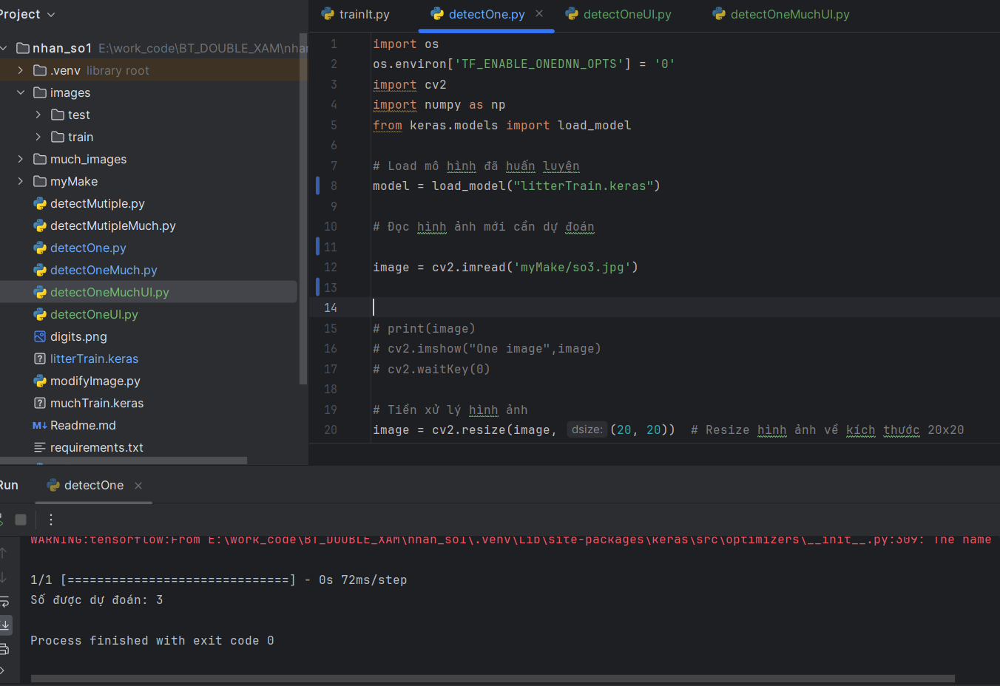 Project
nhan_so1 E:\work_code\BT_DOUBLE_XAM\nhan
.venv library root
images
test
train
much_images
myMake
detectMutiple.py
detectMutipleMuch.py
detectOne.py
detectOneMuch.py
detectOneMuchUI.py
detectOneUI.py
digits.png
litterTrain.keras
modifyImage.py
muchTrain.keras
M↓ Readme.md
requirements.txt
trainIt.py detectOne.py detectOneUI.py detectOneMuchUI.py
1 import os
2 os.environ['TF_ENABLE_ONEDNN_OPTS'] = '0'
3 import cv2
4 import numpy as np
5 from keras.models import load_model
6
7 # Load mô hình đã huấn luyện
8 model = load_model("litterTrain.keras")
9
10 # Đọc hình ảnh mới cần dự đoán
11
12 image = cv2.imread('myMake/so3.jpg')
13
14
15 # print(image)
16 # cv2.imshow("One image",image)
17 # cv2.waitKey(0)
18
19 # Tiền xử lý hình ảnh
20 image = cv2.resize(image, dsize: (20, 20)) # Resize hình ảnh về kích thước 20x20
Run detectOne
WARNING:tensorflow:From E:\work_code\BT_DOUBLE_XAM\nhan_so1\.venv\Lib\site-packages\keras\src\optimizers\__init__.py:309: The name
1/1 [==============================] - 0s 72ms/step
Số được dự đoán: 3
Process finished with exit code 0